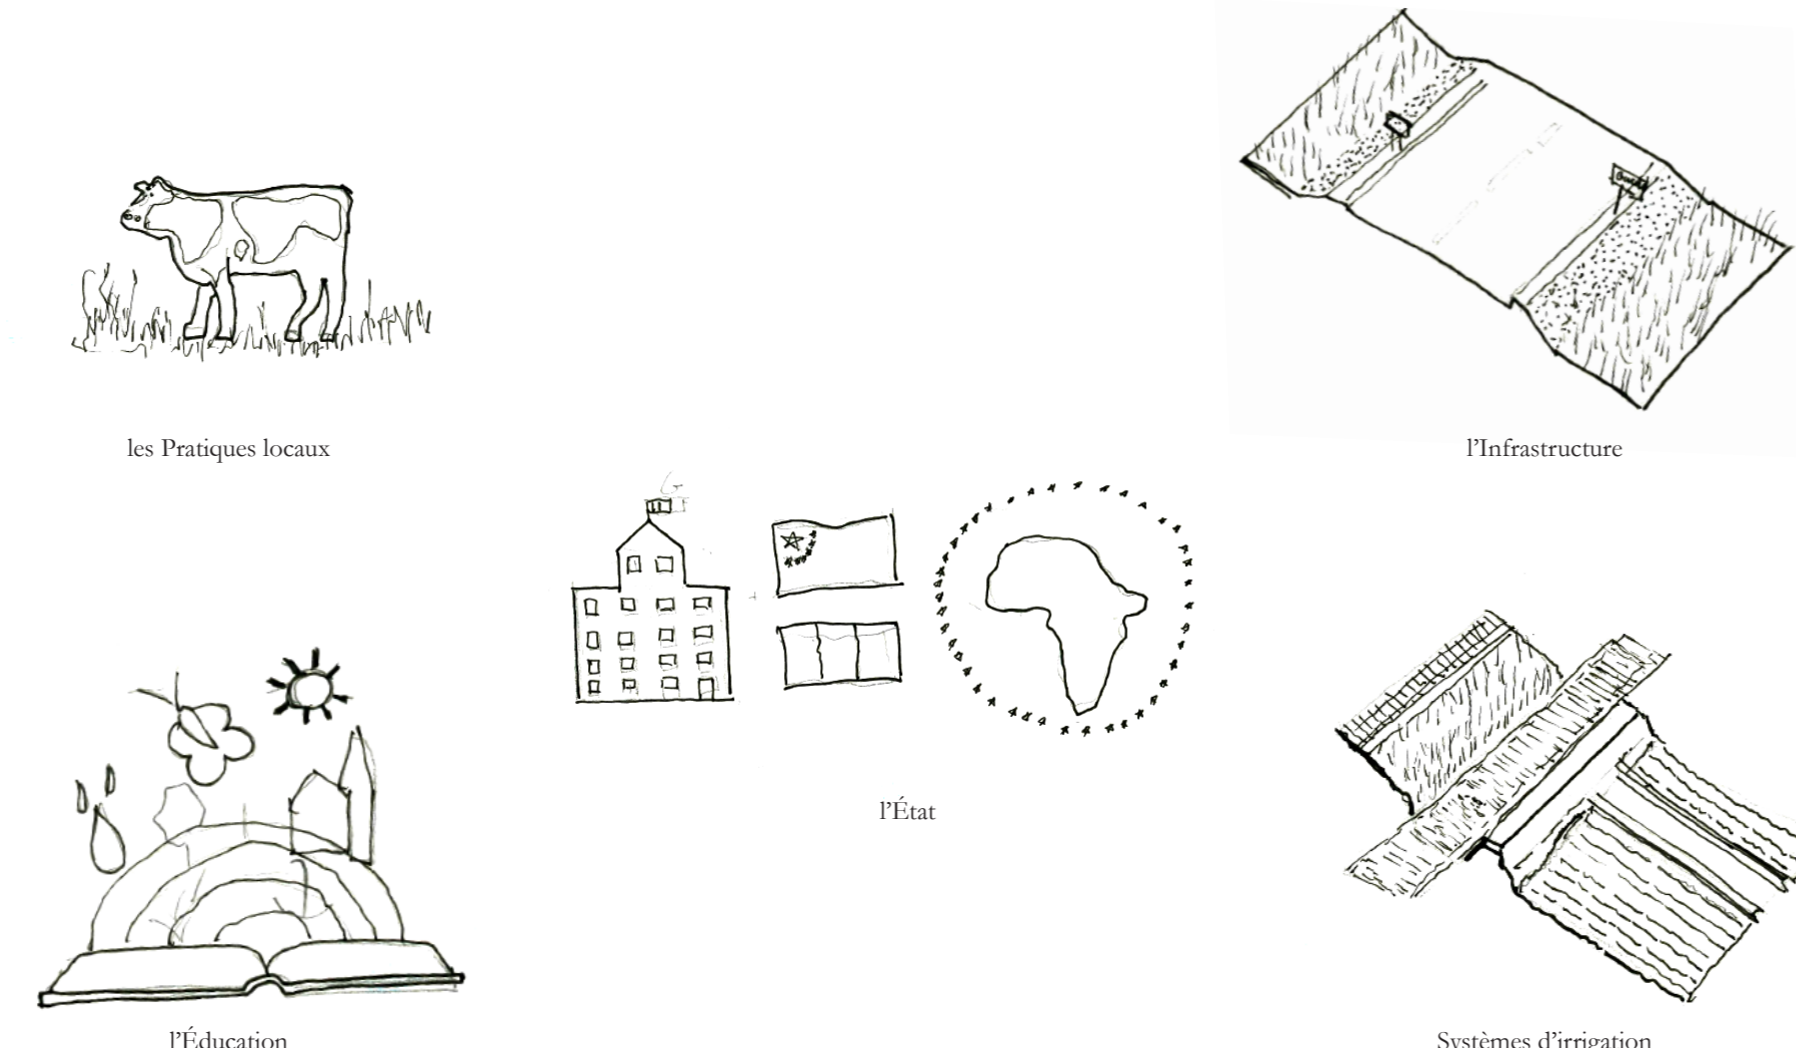 les Pratiques locaux
l'Infrastructure
l'État
l'Éducation
Systèmes d'irrigation